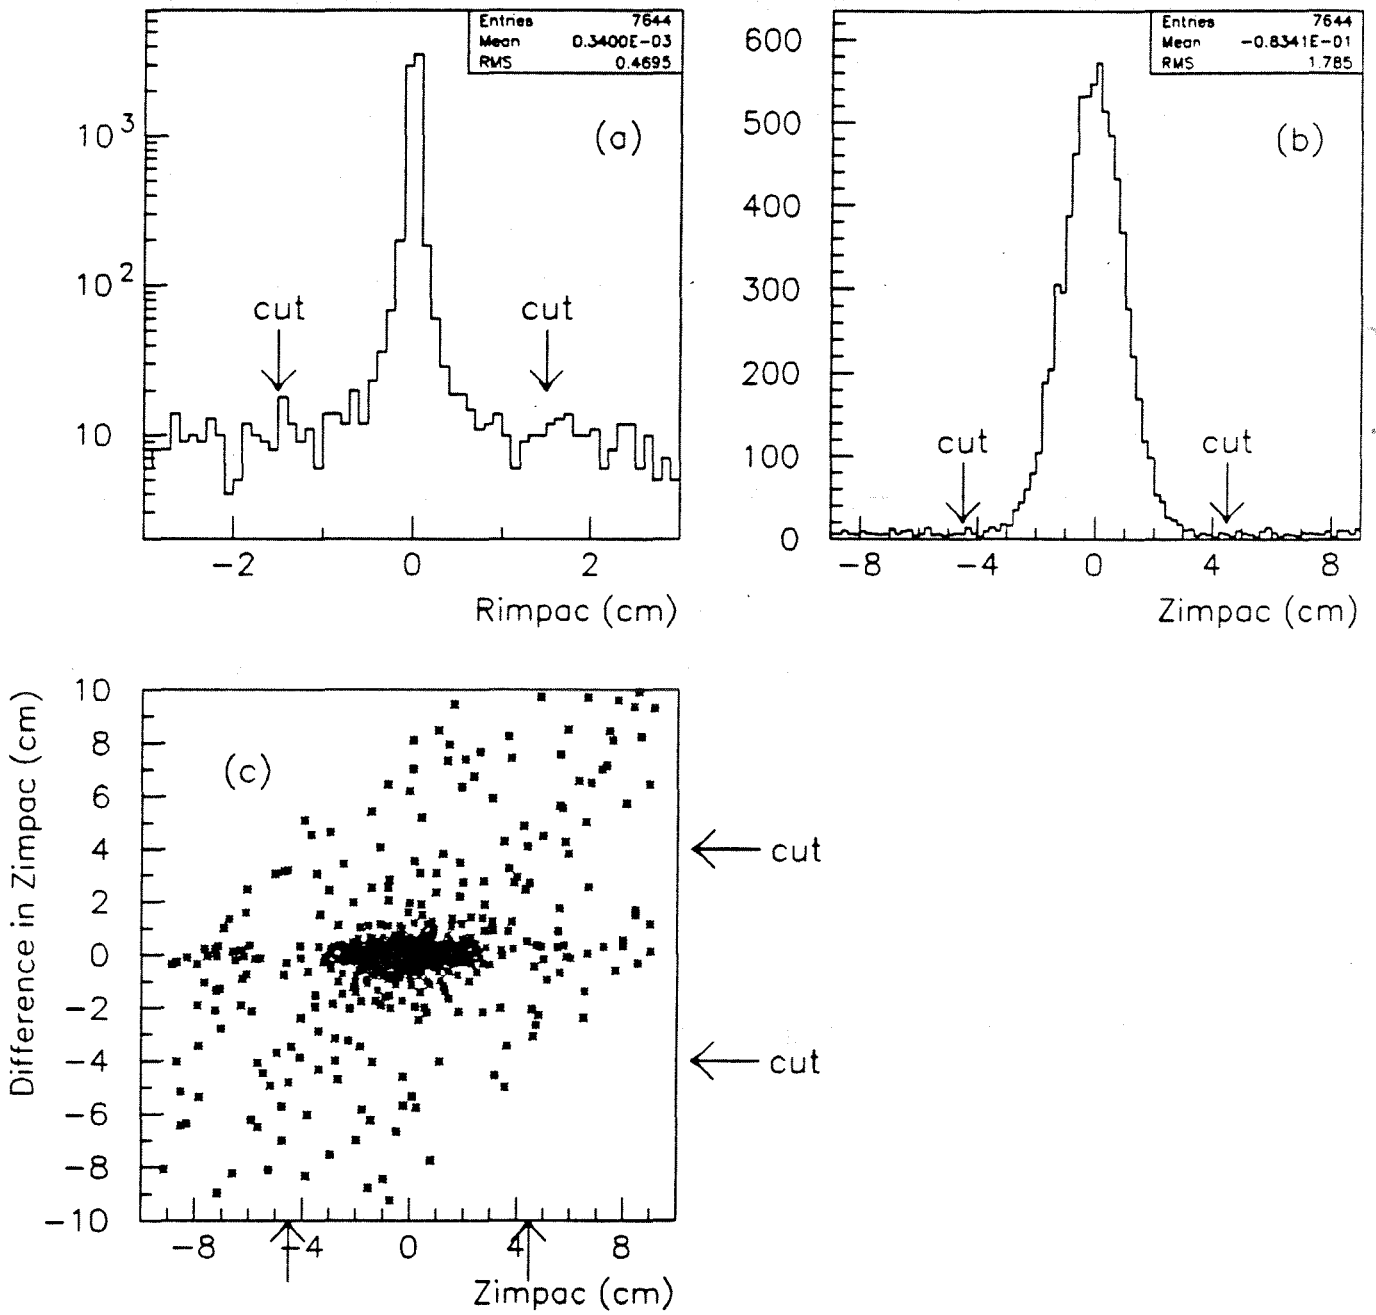 Entries 7644
Mean 0.3400E-03
RMS 0.4695
(a)
10³
10²
10
cut
cut
−2 0 2
Rimpac (cm)
Entries 7644
Mean −0.8341E-01
RMS 1.785
(b)
600
500
400
300
200
100
0
cut
cut
−8 −4 0 4 8
Zimpac (cm)
Difference in Zimpac (cm)
(c)
10
8
6
4
2
0
−2
−4
−6
−8
−10
cut
cut
−8 −4 0 4 8
Zimpac (cm)